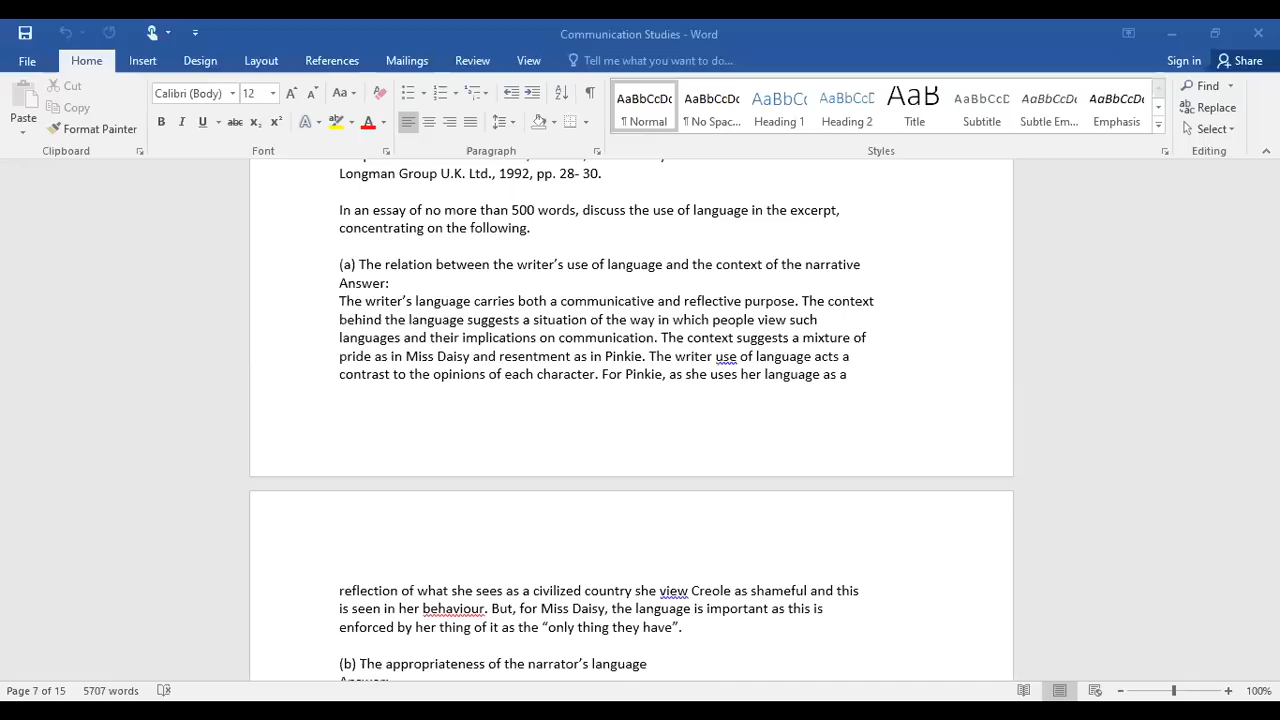 Communication Studies - Word
File Home Insert Design Layout References Mailings Review View Tell me what you want to do... Sign in Share
Cut
Copy
Format Painter
Paste
Clipboard
Calibri (Body) 12
Font
Paragraph
AaBbCcDc AaBbCcDc AaBbCc AaBbCcD AaB AaBbCcD AaBbCcDc AaBbCcDc
¶ Normal ¶ No Spac... Heading 1 Heading 2 Title Subtitle Subtle Em... Emphasis
Styles
Find
Replace
Select
Editing
Longman Group U.K. Ltd., 1992, pp. 28- 30.
In an essay of no more than 500 words, discuss the use of language in the excerpt,
concentrating on the following.
(a) The relation between the writer’s use of language and the context of the narrative
Answer:
The writer’s language carries both a communicative and reflective purpose. The context
behind the language suggests a situation of the way in which people view such
languages and their implications on communication. The context suggests a mixture of
pride as in Miss Daisy and resentment as in Pinkie. The writer use of language acts a
contrast to the opinions of each character. For Pinkie, as she uses her language as a
reflection of what she sees as a civilized country she view Creole as shameful and this
is seen in her behaviour. But, for Miss Daisy, the language is important as this is
enforced by her thing of it as the “only thing they have”.
(b) The appropriateness of the narrator’s language
Page 7 of 15 5707 words 100%